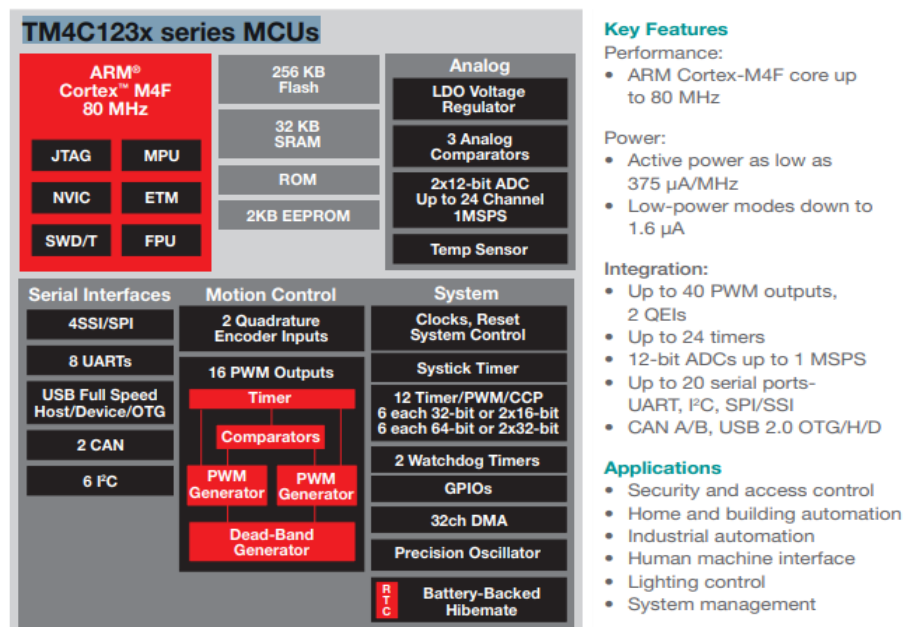 TM4C123x series MCUs
ARM®
Cortex™ M4F
80 MHz
JTAG
MPU
NVIC
ETM
SWD/T
FPU
256 KB
Flash
32 KB
SRAM
ROM
2KB EEPROM
Analog
LDO Voltage
Regulator
3 Analog
Comparators
2x12-bit ADC
Up to 24 Channel
1MSPS
Temp Sensor
Serial Interfaces
4SSI/SPI
8 UARTs
USB Full Speed
Host/Device/OTG
2 CAN
6 I²C
Motion Control
2 Quadrature
Encoder Inputs
16 PWM Outputs
Timer
Comparators
PWM
Generator
PWM
Generator
Dead-Band
Generator
System
Clocks, Reset
System Control
Systick Timer
12 Timer/PWM/CCP
6 each 32-bit or 2x16-bit
6 each 64-bit or 2x32-bit
2 Watchdog Timers
GPIOs
32ch DMA
Precision Oscillator
RTC
Battery-Backed
Hibernate
Key Features
Performance:
• ARM Cortex-M4F core up
to 80 MHz
Power:
• Active power as low as
375 µA/MHz
• Low-power modes down to
1.6 µA
Integration:
• Up to 40 PWM outputs,
2 QEIs
• Up to 24 timers
• 12-bit ADCs up to 1 MSPS
• Up to 20 serial ports-
UART, I²C, SPI/SSI
• CAN A/B, USB 2.0 OTG/H/D
Applications
• Security and access control
• Home and building automation
• Industrial automation
• Human machine interface
• Lighting control
• System management